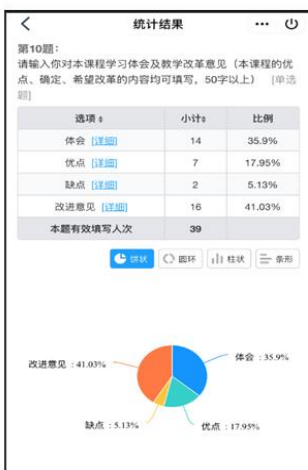 统计结果
第10题：
请输入你对本课程学习体会及教学改革意见（本课程的优
点、确定、希望改革的内容均可填写，50字以上） [单选
题]
选项 小计 比例
体会 [详细] 14 35.9%
优点 [详细] 7 17.95%
缺点 [详细] 2 5.13%
改进意见 [详细] 16 41.03%
本题有效填写人次 39
饼状 圆环 柱状 条形
改进意见：41.03%
体会：35.9%
缺点：5.13%
优点：17.95%